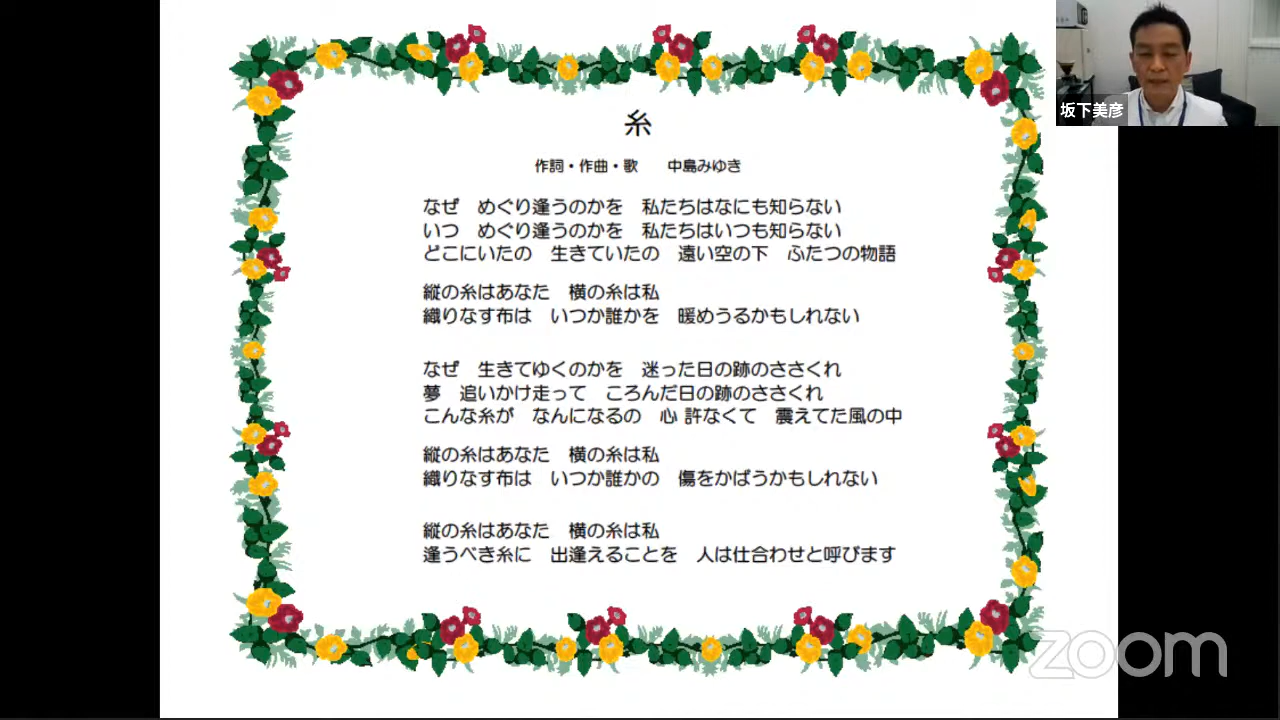 糸
作詞・作曲・歌　　中島みゆき
なぜ　めぐり逢うのかを　私たちはなにも知らない
いつ　めぐり逢うのかを　私たちはいつも知らない
どこにいたの　生きていたの　遠い空の下　ふたつの物語
縦の糸はあなた　横の糸は私
織りなす布は　いつか誰かを　暖めうるかもしれない
なぜ　生きてゆくのかを　迷った日の跡のささくれ
夢　追いかけ走って　ころんだ日の跡のささくれ
こんな糸が　なんになるの　心 許なくて　震えてた風の中
縦の糸はあなた　横の糸は私
織りなす布は　いつか誰かの　傷をかばうかもしれない
縦の糸はあなた　横の糸は私
逢うべき糸に　出逢えることを　人は仕合わせと呼びます
坂下美彦
zoom